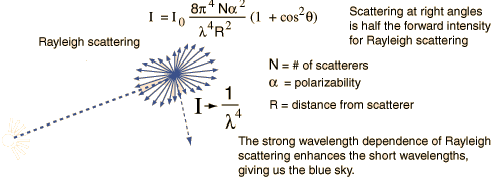 I = I₀ 8π⁴ Nα² / λ⁴R² (1 + cos²θ)
Scattering at right angles
is half the forward intensity
for Rayleigh scattering
Rayleigh scattering
N = # of scatterers
α = polarizability
R = distance from scatterer
I → 1 / λ⁴
The strong wavelength dependence of Rayleigh
scattering enhances the short wavelengths,
giving us the blue sky.